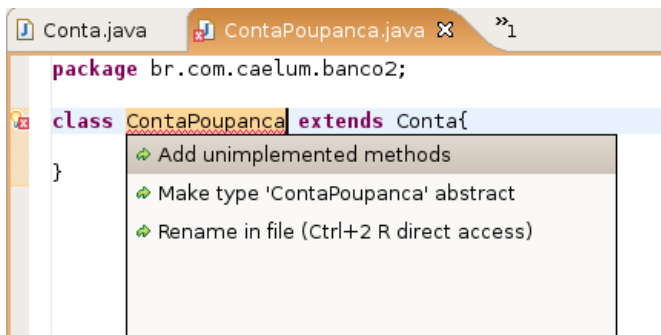 Conta.java ContaPoupanca.java »1
package br.com.caelum.banco2;
class ContaPoupanca extends Conta{
Add unimplemented methods
}
Make type 'ContaPoupanca' abstract
Rename in file (Ctrl+2 R direct access)